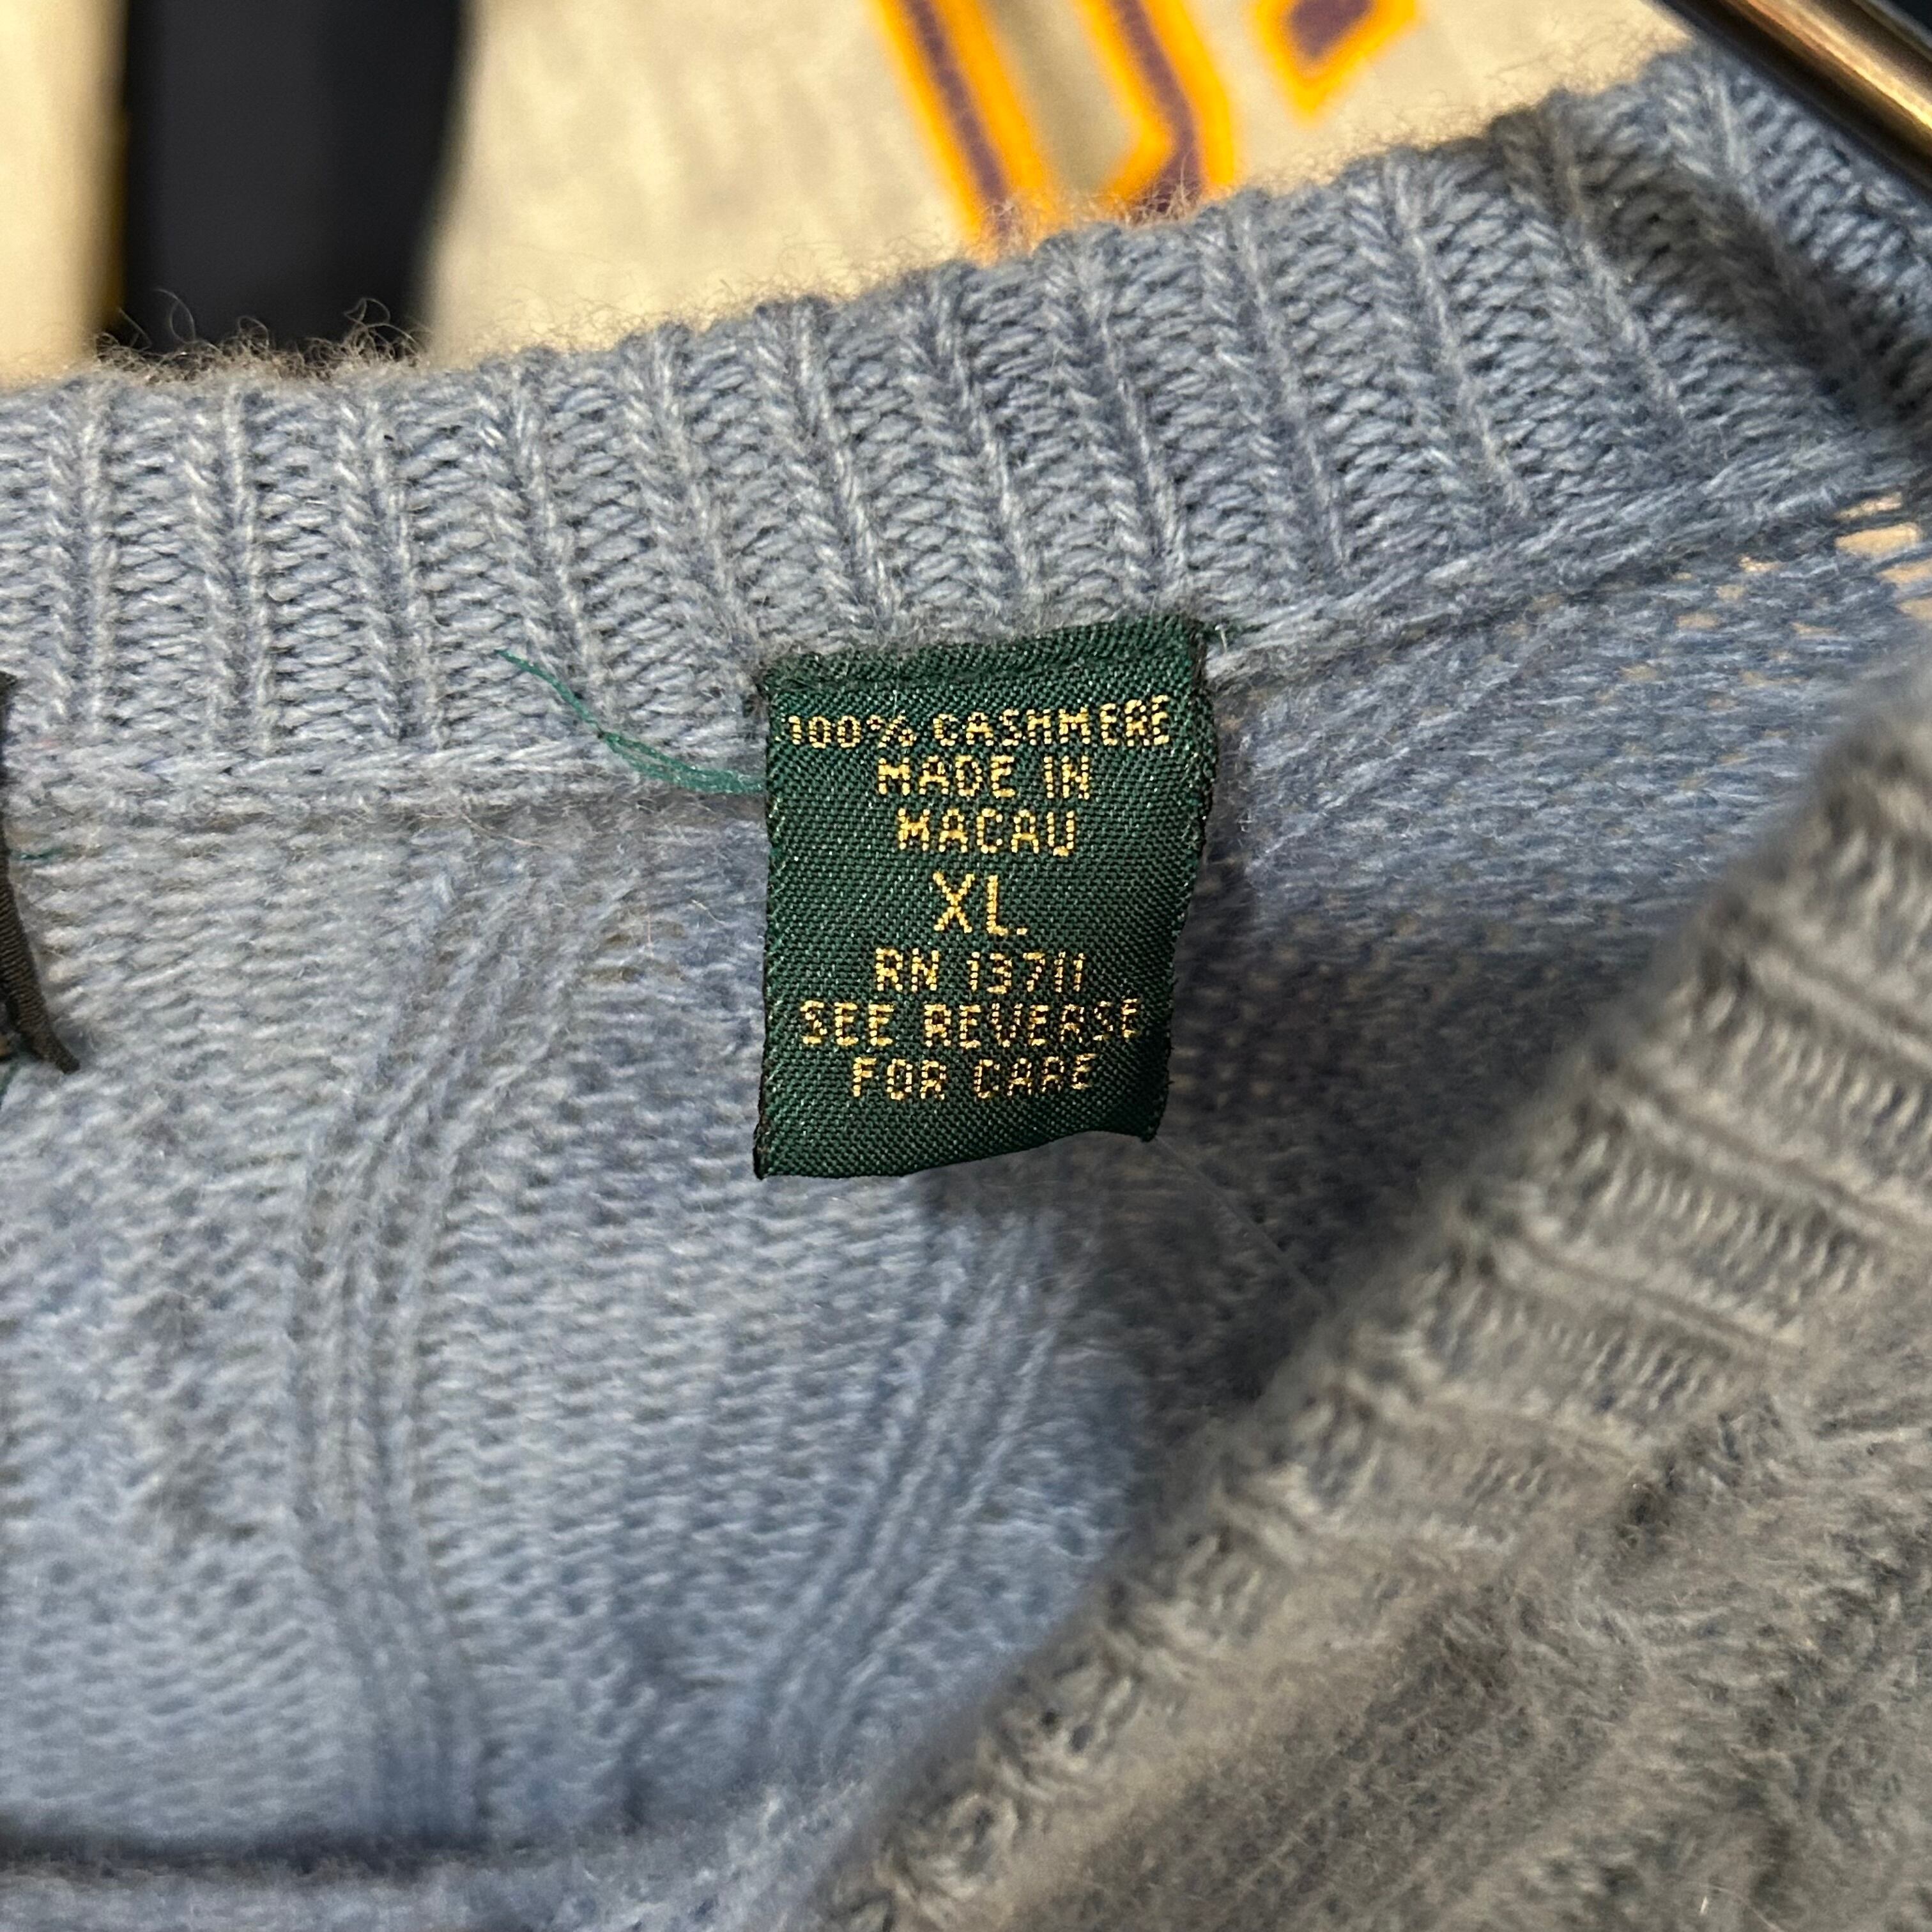 100% CASHMERE
MADE IN
MACAU
XL
RN 13711
SEE REVERSE
FOR CARE